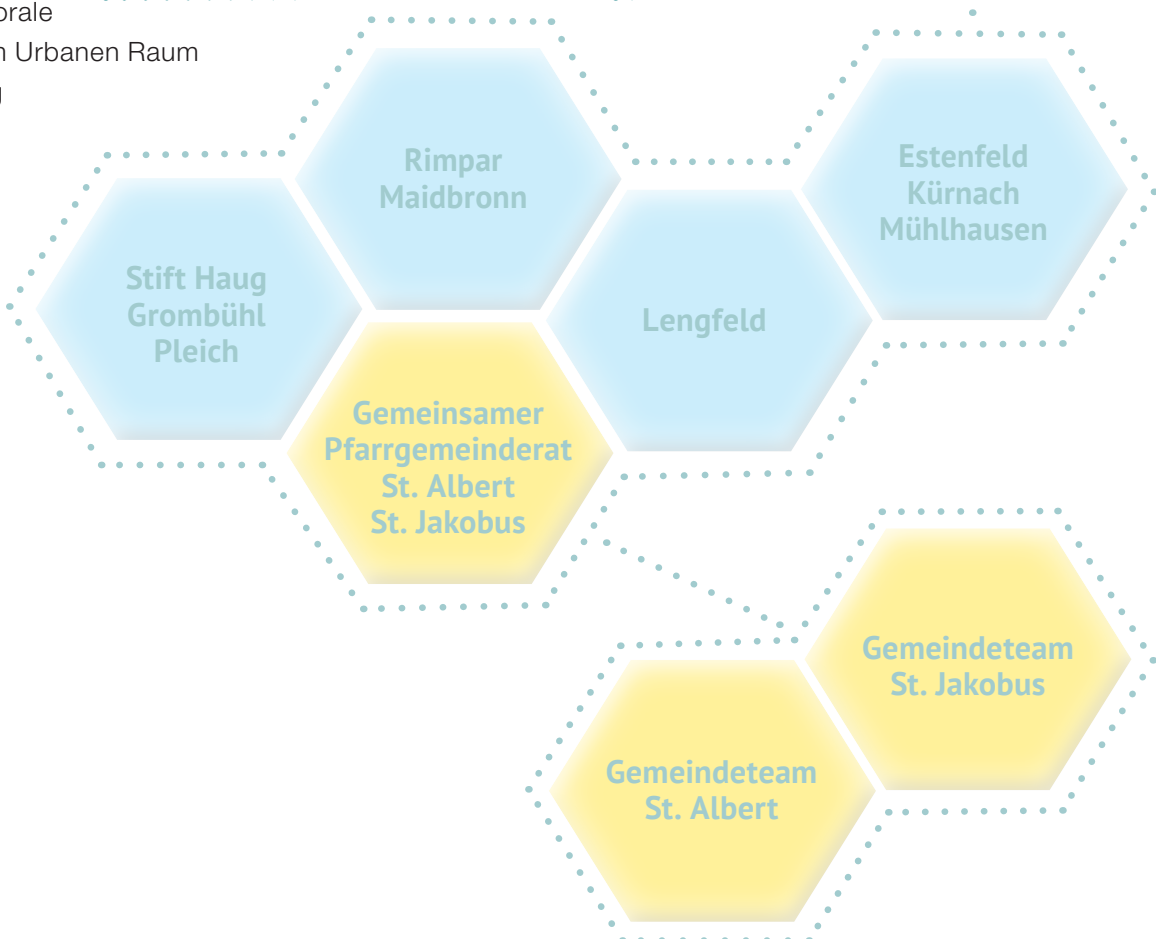 Urbanen Raum
Rimpar
Maidbronn
Estenfeld
Kürnach
Mühlhausen
Stift Haug
Grombühl
Pleich
Lengfeld
Gemeinsamer
Pfarrgemeinderat
St. Albert
St. Jakobus
Gemeindeteam
St. Jakobus
Gemeindeteam
St. Albert